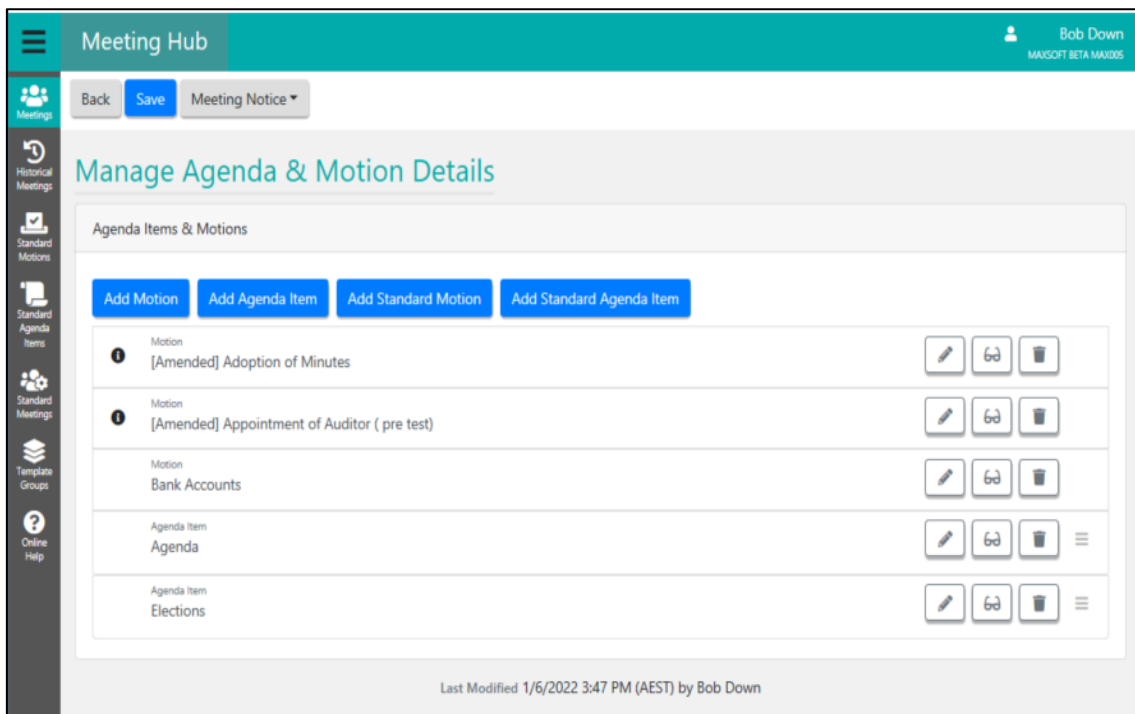 Meeting Hub
Bob Down
MAXSOFT BETA MAX005
Meetings
Historical
Meetings
Standard
Motions
Standard
Agenda
Items
Standard
Meetings
Template
Groups
Online
Help
Back
Save
Meeting Notice
Manage Agenda & Motion Details
Agenda Items & Motions
Add Motion
Add Agenda Item
Add Standard Motion
Add Standard Agenda Item
Motion
[Amended] Adoption of Minutes
Motion
[Amended] Appointment of Auditor ( pre test)
Motion
Bank Accounts
Agenda Item
Agenda
Agenda Item
Elections
Last Modified 1/6/2022 3:47 PM (AEST) by Bob Down